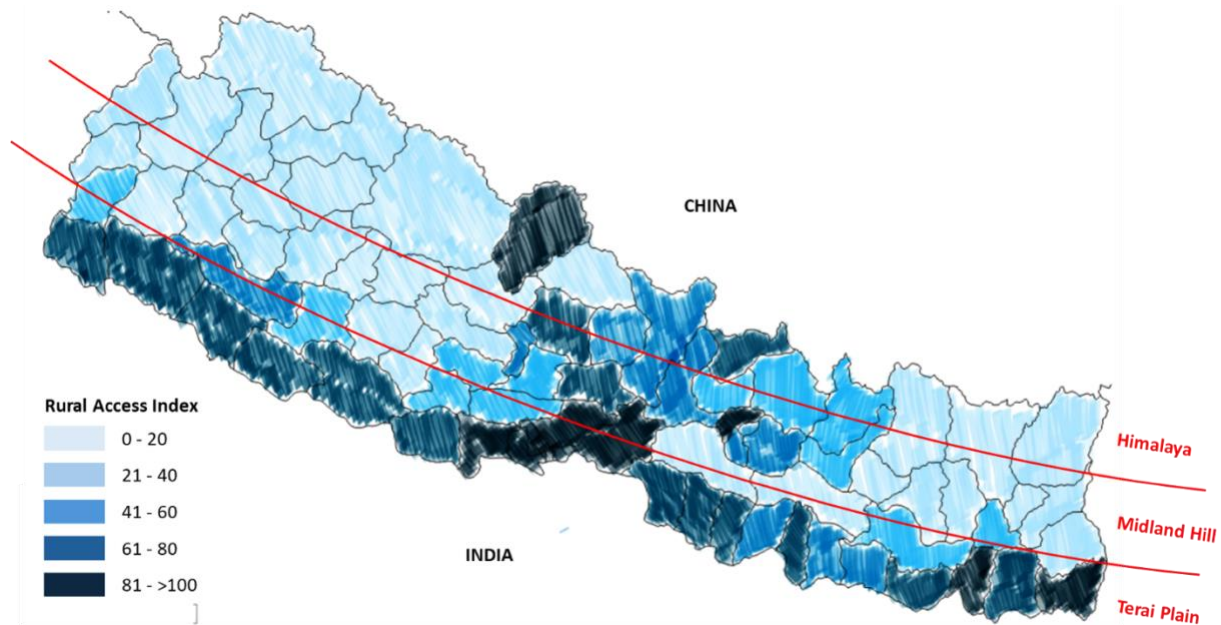 CHINA
Rural Access Index
0 - 20
21 - 40
41 - 60
61 - 80
81 - >100
INDIA
Himalaya
Midland Hill
Terai Plain